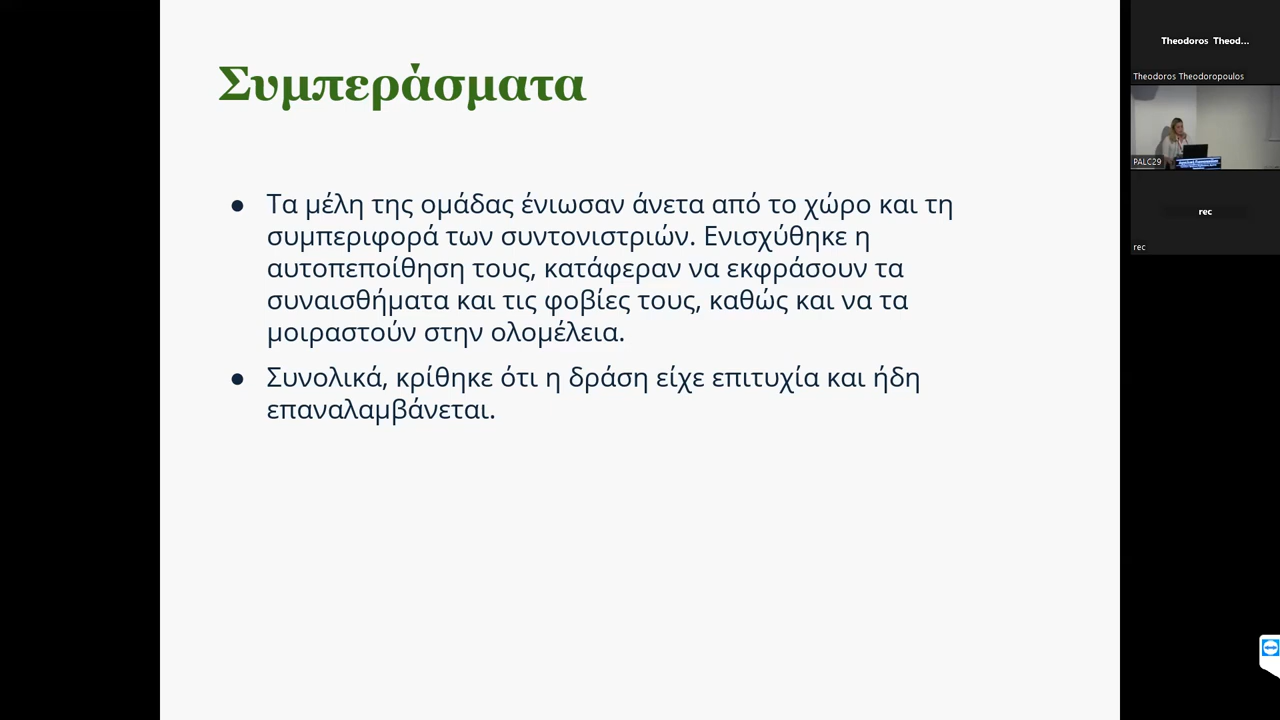 Συμπεράσματα
● Τα μέλη της ομάδας ένιωσαν άνετα από το χώρο και τη
συμπεριφορά των συντονιστριών. Ενισχύθηκε η
αυτοπεποίθηση τους, κατάφεραν να εκφράσουν τα
συναισθήματα και τις φοβίες τους, καθώς και να τα
μοιραστούν στην ολομέλεια.
● Συνολικά, κρίθηκε ότι η δράση είχε επιτυχία και ήδη
επαναλαμβάνεται.
Theodoros Theod...
Theodoros Theodoropoulos
PALC29
rec
rec